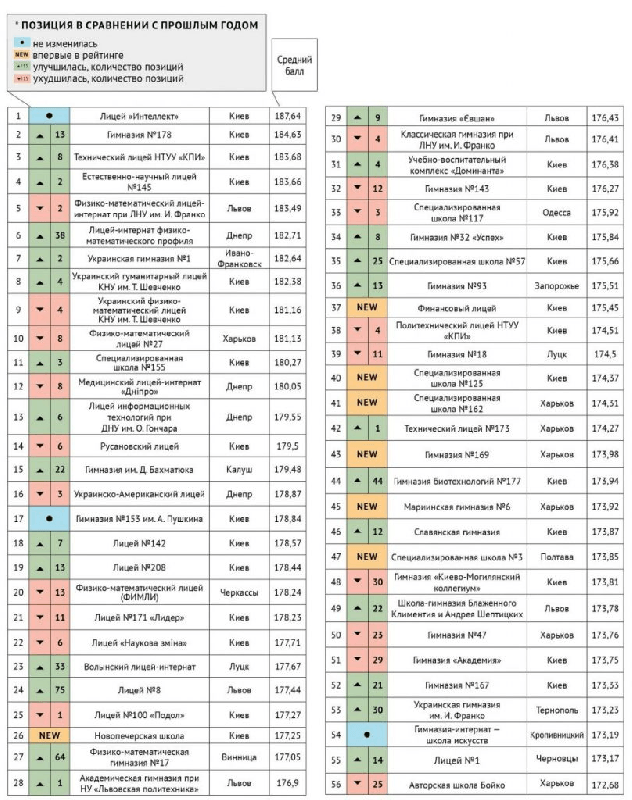 * ПОЗИЦИЯ В СРАВНЕНИИ С ПРОШЛЫМ ГОДОМ
не изменилась
NEW впервые в рейтинге
улучшилась, количество позиций
ухудшилась, количество позиций
Средний
балл
1 Лицей «Интеллект» Киев 187,64
2 13 Гимназия №178 Киев 184,63
3 8 Технический лицей НТУУ «КПИ» Киев 183,68
4 2 Естественно-научный лицей
№145 Киев 183,66
5 2 Физико-математический лицей-
интернат при ЛНУ им. И. Франко Львов 183,49
6 38 Лицей-интернат физико-
математического профиля Днепр 182,71
7 2 Украинская гимназия №1 Ивано-
Франковск 182,64
8 4 Украинский гуманитарный лицей
КНУ им. Т. Шевченко Киев 182,38
9 4 Украинский физико-
математический лицей
КНУ им. Т. Шевченко Киев 181,16
10 8 Физико-математический
лицей №27 Харьков 181,13
11 3 Специализированная
школа №155 Киев 180,27
12 8 Медицинский лицей-интернат
«Дніпро» Днепр 180,05
13 6 Лицей информационных
технологий при
ДНУ им. О. Гончара Днепр 179,55
14 6 Русановский лицей Киев 179,5
15 22 Гимназия им. Д. Бахматюка Калуш 179,48
16 3 Украинско-Американский лицей Днепр 178,87
17 Гимназия №153 им. А. Пушкина Киев 178,84
18 7 Лицей №142 Киев 178,57
19 13 Лицей №208 Киев 178,44
20 13 Физико-математический лицей
(ФИМЛИ) Черкассы 178,24
21 11 Лицей №171 «Лидер» Киев 178,23
22 6 Лицей «Наукова зміна» Киев 177,71
23 33 Волынский лицей-интернат Луцк 177,67
24 75 Лицей №8 Львов 177,44
25 1 Лицей №100 «Подол» Киев 177,27
26 NEW Новопечерская школа Киев 177,25
27 64 Физико-математическая
гимназия №17 Винница 177,05
28 1 Академическая гимназия при
НУ «Львовская политехника» Львов 176,9
29 9 Гимназия «Євшан» Львов 176,43
30 4 Классическая гимназия при
ЛНУ им. И. Франко Львов 176,41
31 4 Учебно-воспитательный
комплекс «Доминанта» Киев 176,38
32 12 Гимназия №143 Киев 176,27
33 3 Специализированная
школа №117 Одесса 175,92
34 8 Гимназия №32 «Успех» Киев 175,84
35 25 Специализированная школа №57 Киев 175,66
36 13 Гимназия №93 Запорожье 175,51
37 NEW Финансовый лицей Киев 175,45
38 4 Политехнический лицей НТУУ
«КПИ» Киев 174,51
39 11 Гимназия №18 Луцк 174,5
40 NEW Специализированная
школа №125 Киев 174,37
41 NEW Специализированная
школа №162 Харьков 174,31
42 1 Технический лицей №173 Харьков 174,27
43 NEW Гимназия №169 Харьков 173,98
44 44 Гимназия Биотехнологий №177 Киев 173,94
45 NEW Мариинская гимназия №6 Харьков 173,92
46 12 Славянская гимназия Киев 173,87
47 NEW Специализированная школа №3 Полтава 173,85
48 30 Гимназия «Киево-Могилянский
коллегиум» Киев 173,81
49 22 Школа-гимназия Блаженного
Климентия и Андрея Шептицких Львов 173,78
50 23 Гимназия №47 Харьков 173,76
51 29 Гимназия «Академия» Киев 173,75
52 21 Гимназия №167 Киев 173,33
53 30 Украинская гимназия
им. И. Франко Тернополь 173,23
54 Гимназия-интернат –
школа искусств Кропивницкий 173,19
55 14 Лицей №1 Черновцы 173,17
56 25 Авторская школа Бойко Харьков 172,68